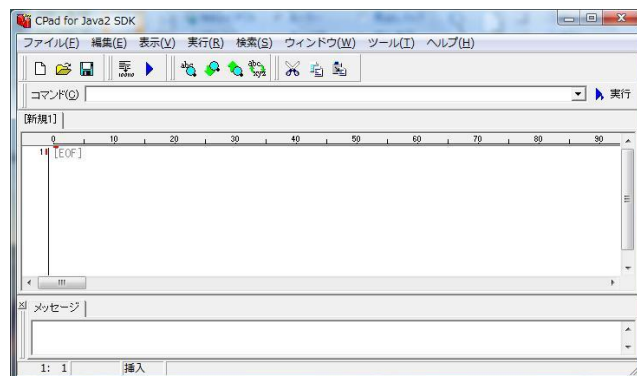 CPad for Java2 SDK
ファイル(F) 編集(E) 表示(V) 実行(R) 検索(S) ウィンドウ(W) ツール(T) ヘルプ(H)
コマンド(C) 実行
[新規1]
0 10 20 30 40 50 60 70 80 90
1 [EOF]
メッセージ
1: 1 挿入